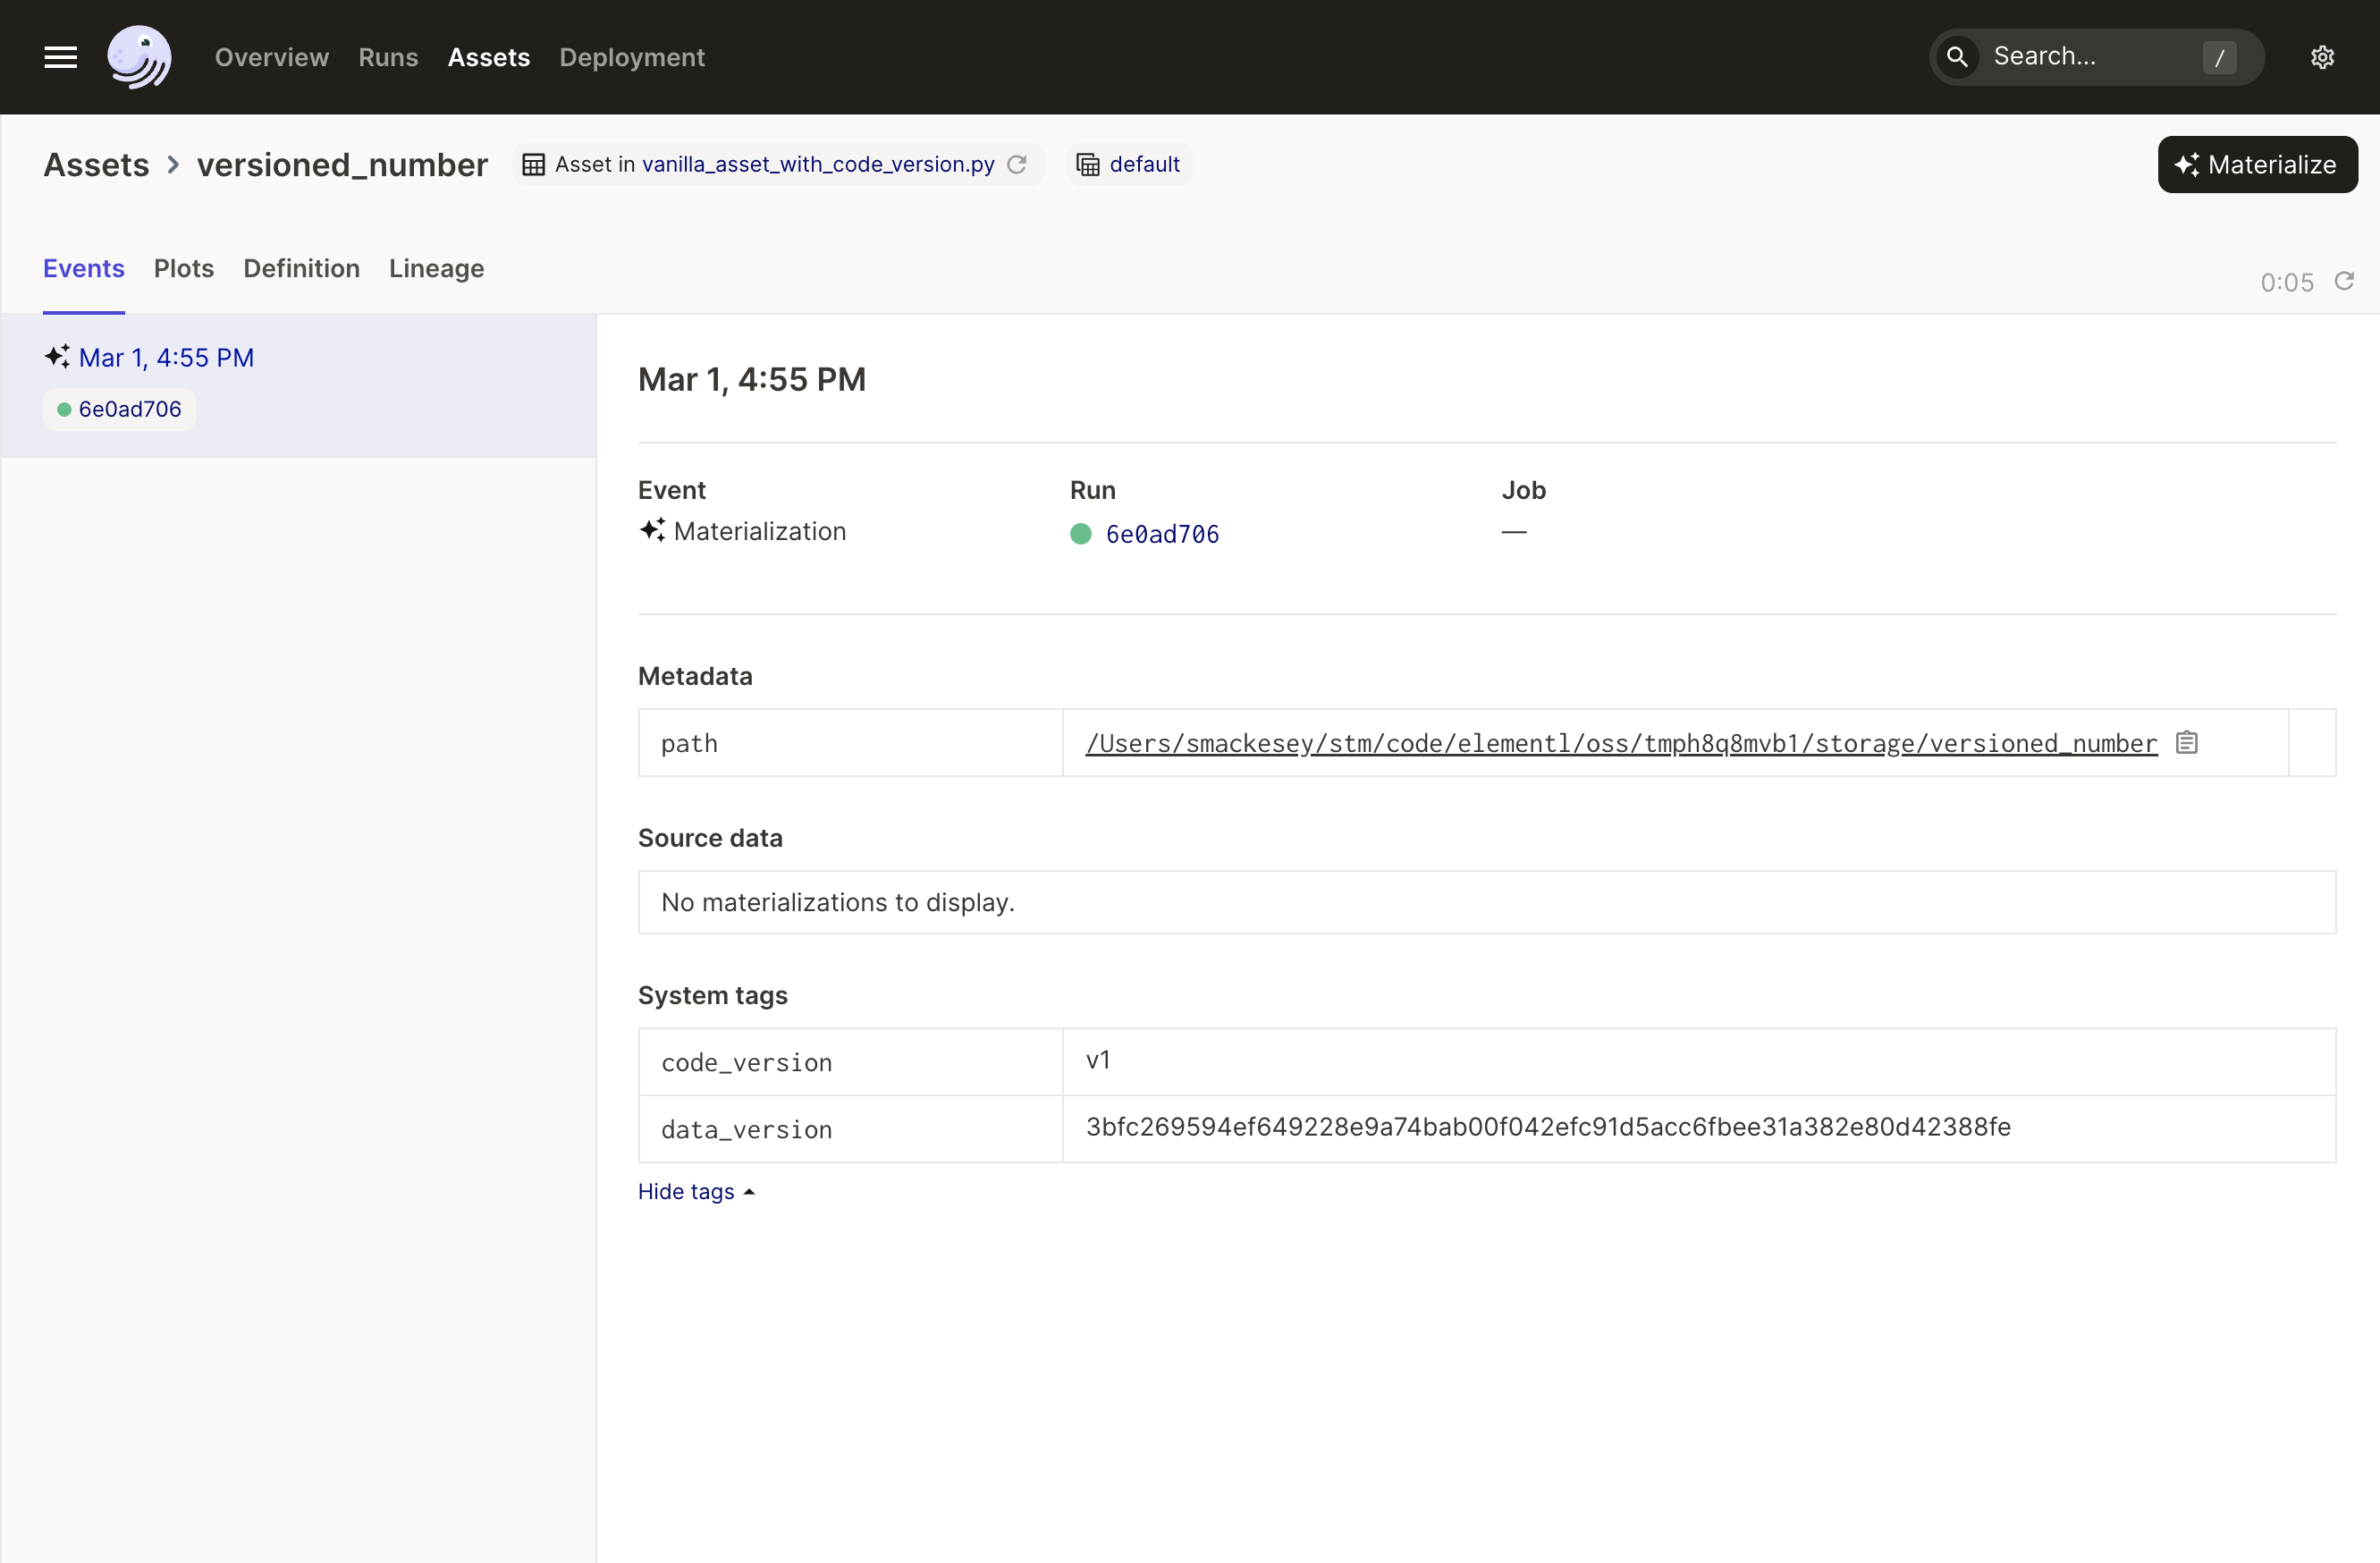 Overview Runs Assets Deployment Search... /
Assets > versioned_number Asset in vanilla_asset_with_code_version.py default Materialize
Events Plots Definition Lineage 0:05
Mar 1, 4:55 PM
6e0ad706
Mar 1, 4:55 PM
Event Run Job
Materialization 6e0ad706 —
Metadata
path /Users/smackesey/stm/code/elementl/oss/tmph8q8mvb1/storage/versioned_number
Source data
No materializations to display.
System tags
code_version v1
data_version 3bfc269594ef649228e9a74bab00f042efc91d5acc6fbee31a382e80d42388fe
Hide tags